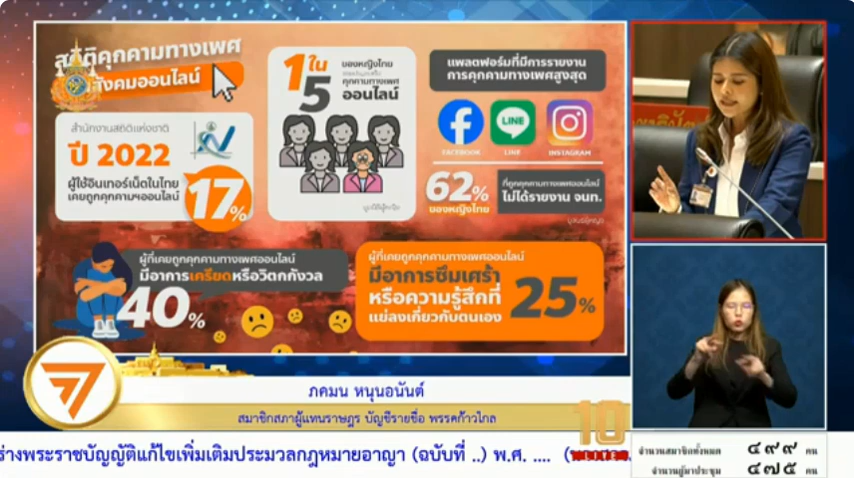 สถิติคุกคามทางเพศ
สังคมออนไลน์
สำนักงานสถิติแห่งชาติ
ปี 2022
ผู้ใช้อินเทอร์เน็ตในไทย
เคยถูกคุกคามฯออนไลน์
17%
1 ใน 5
ของหญิงไทย
คุกคามทางเพศ
ออนไลน์
มูลนิธิผู้หญิง
แพลตฟอร์มที่มีการรายงาน
การคุกคามทางเพศสูงสุด
LINE
FACEBOOK LINE INSTAGRAM
62%
ของหญิงไทย
ที่ถูกคุกคามทางเพศออนไลน์
ไม่ได้รายงาน จนท.
ผู้ที่เคยถูกคุกคามทางเพศออนไลน์
มีอาการเครียดหรือวิตกกังวล
40%
ผู้ที่เคยถูกคุกคามทางเพศออนไลน์
มีอาการซึมเศร้า
หรือความรู้สึกที่
แย่ลงเกี่ยวกับตนเอง
25%
ภคมน หนุนอนันต์
สมาชิกสภาผู้แทนราษฎร บัญชีรายชื่อ พรรคก้าวไกล
10
ร่างพระราชบัญญัติแก้ไขเพิ่มเติมประมวลกฎหมายอาญา (ฉบับที่ ..) พ.ศ. ....
จำนวนสมาชิกทั้งหมด ๔๙๙ คน
จำนวนผู้มาประชุม ๔๗๕ คน